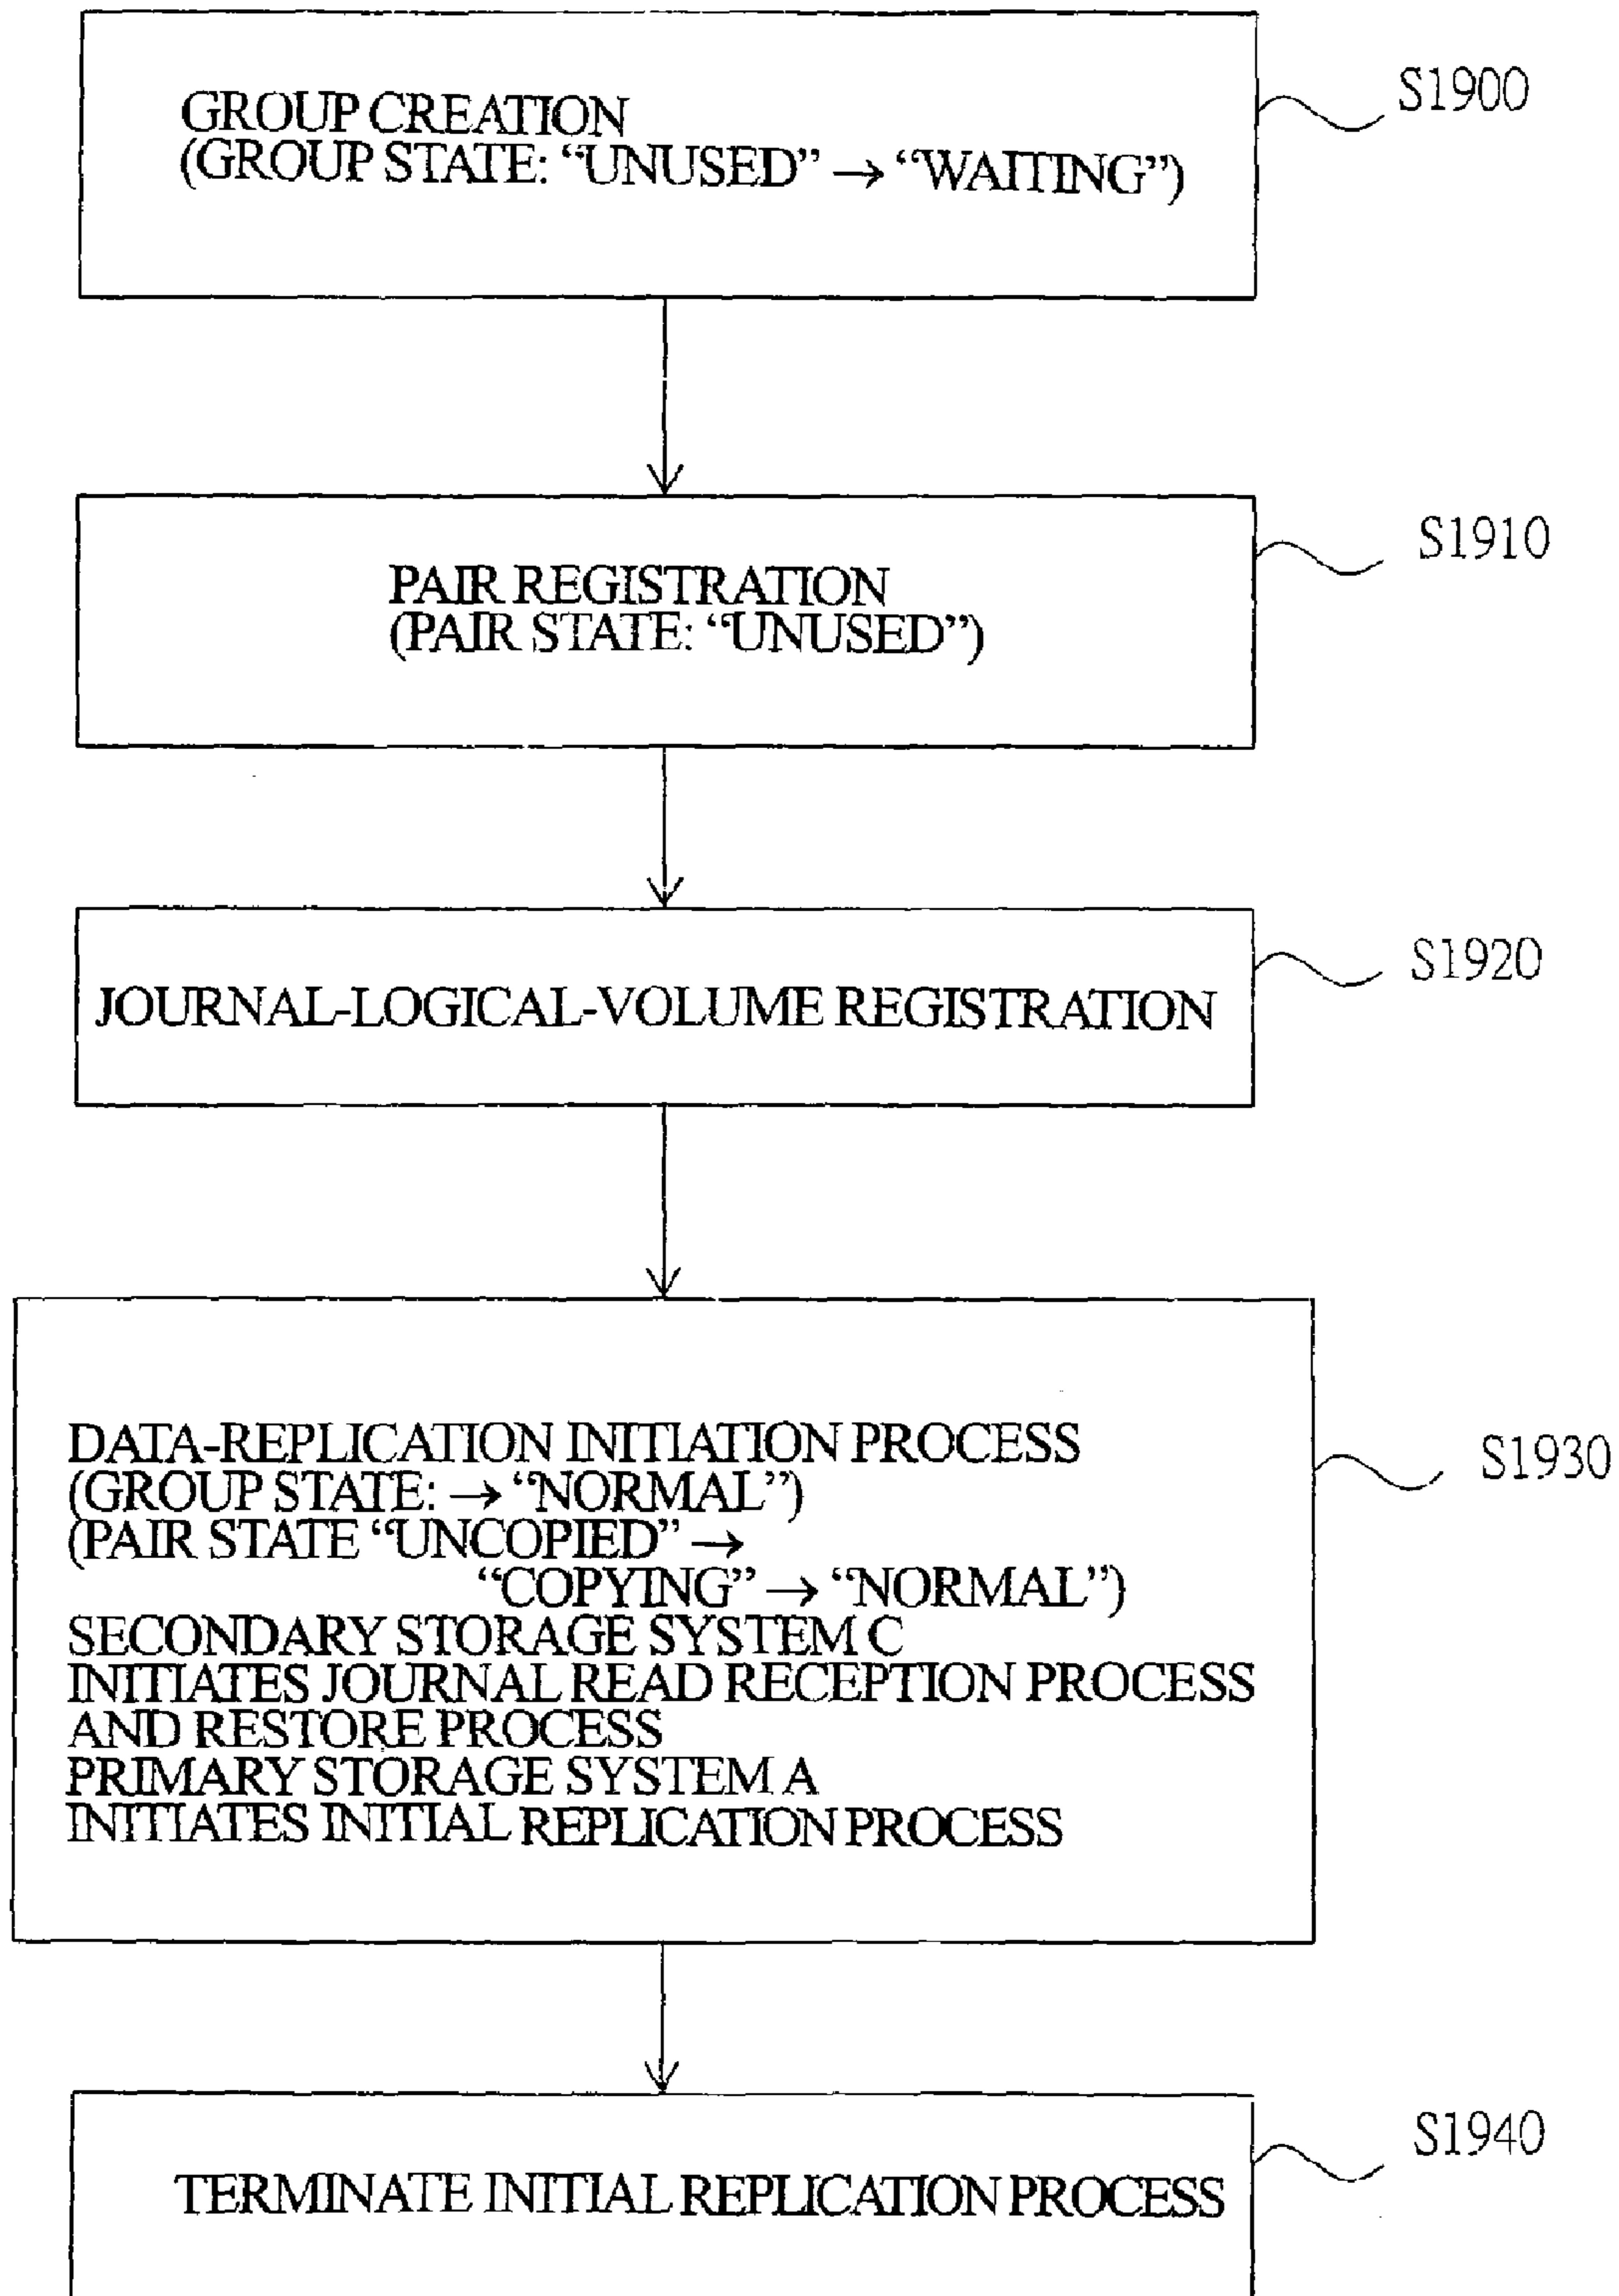 GROUP CREATION
(GROUP STATE: “UNUSED” → “WAITING”)
S1900
PAIR REGISTRATION
(PAIR STATE: “UNUSED”)
S1910
JOURNAL-LOGICAL-VOLUME REGISTRATION
S1920
DATA-REPLICATION INITIATION PROCESS
(GROUP STATE: → “NORMAL”)
(PAIR STATE “UNCOPIED” →
“COPYING” → “NORMAL”)
SECONDARY STORAGE SYSTEM C
INITIATES JOURNAL READ RECEPTION PROCESS
AND RESTORE PROCESS
PRIMARY STORAGE SYSTEM A
INITIATES INITIAL REPLICATION PROCESS
S1930
TERMINATE INITIAL REPLICATION PROCESS
S1940